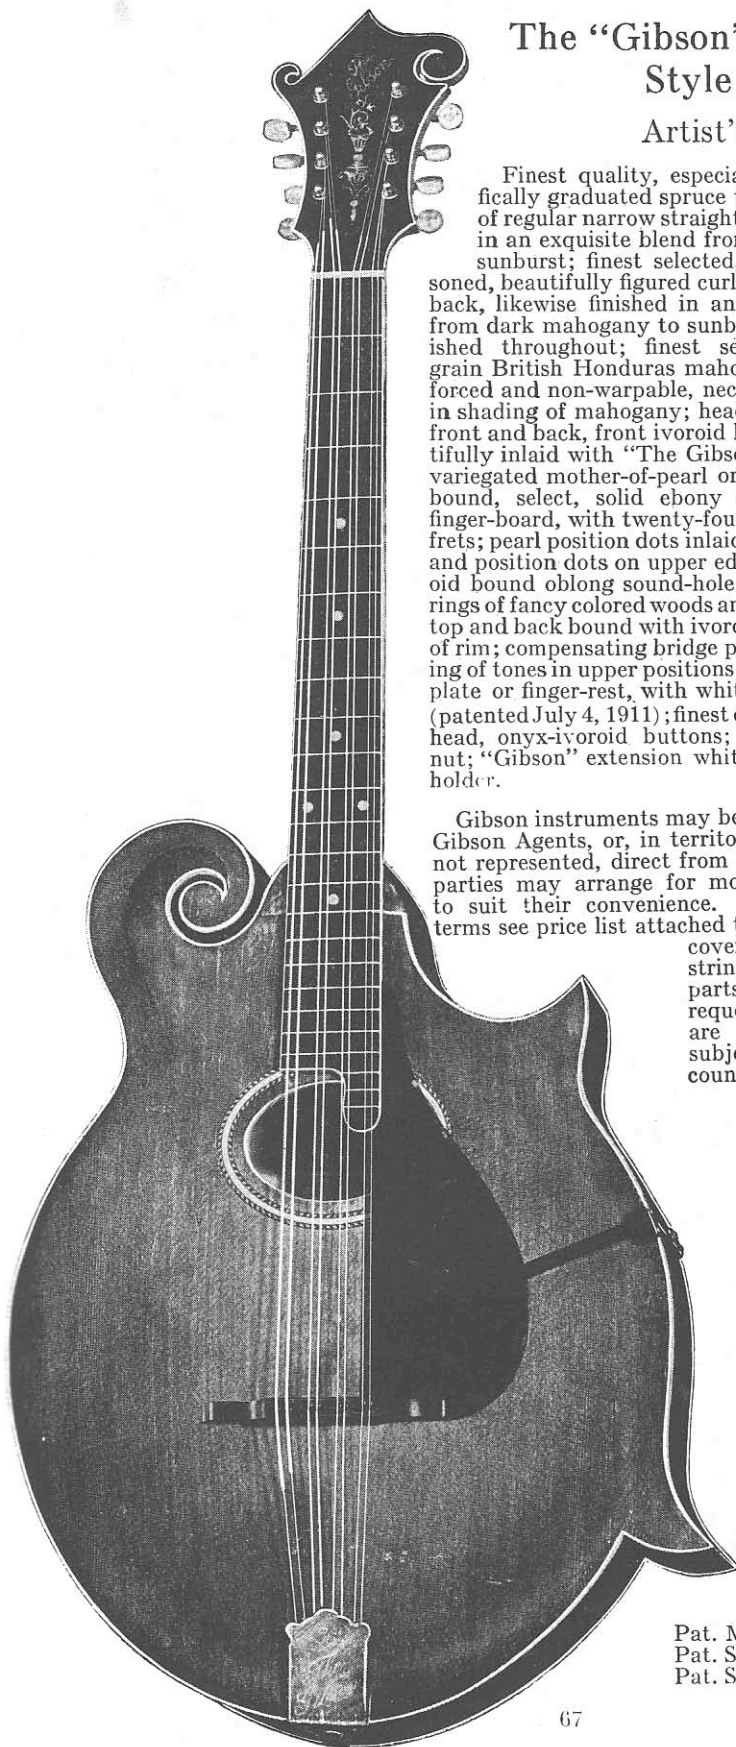 The “Gibson”
Style
Artist’
The
Gibson
Finest quality, especia
fically graduated spruce
of regular narrow straight
in an exquisite blend from
sunburst; finest selected
soned, beautifully figured curl
back, likewise finished in an
from dark mahogany to sunb
ished throughout; finest se
grain British Honduras maho
forced and non-warpable, nec
in shading of mahogany; head
front and back, front ivoroid
tifully inlaid with “The Gibso
variegated mother-of-pearl or
bound, select, solid ebony
finger-board, with twenty-fou
frets; pearl position dots inlaid
and position dots on upper ed
oid bound oblong sound-hole
rings of fancy colored woods an
top and back bound with ivoro
of rim; compensating bridge p
ing of tones in upper positions
plate or finger-rest, with whit
(patented July 4, 1911); finest
head, onyx-ivoroid buttons;
nut; “Gibson” extension whit
holder.
Gibson instruments may be
Gibson Agents, or, in territo
not represented, direct from
parties may arrange for mo
to suit their convenience.
terms see price list attached t
cover
strin
parts
reque
are
subje
coun
Pat. M
Pat. S
Pat. S
67